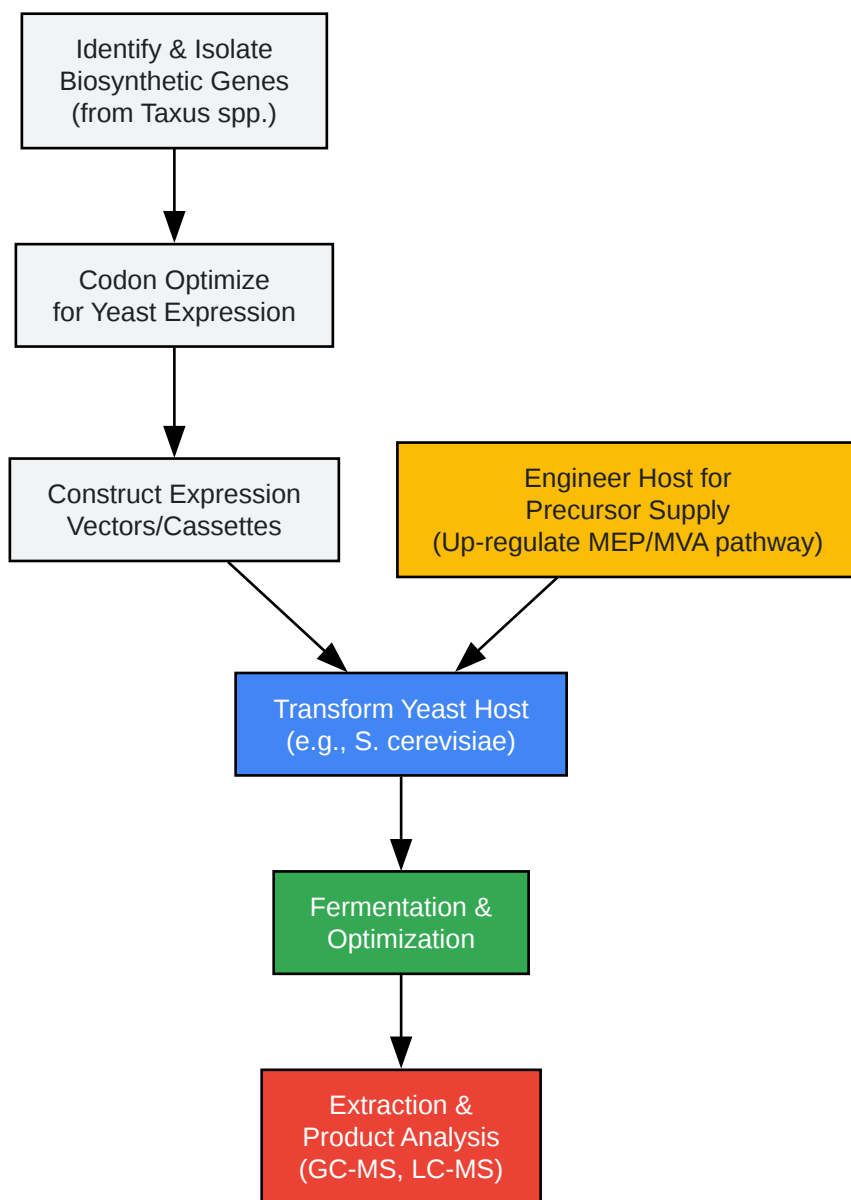 Identify & Isolate
Biosynthetic Genes
(from Taxus spp.)
Codon Optimize
for Yeast Expression
Construct Expression
Vectors/Cassettes
Engineer Host for
Precursor Supply
(Up-regulate MEP/MVA pathway)
Transform Yeast Host
(e.g., S. cerevisiae)
Fermentation &
Optimization
Extraction &
Product Analysis
(GC-MS, LC-MS)